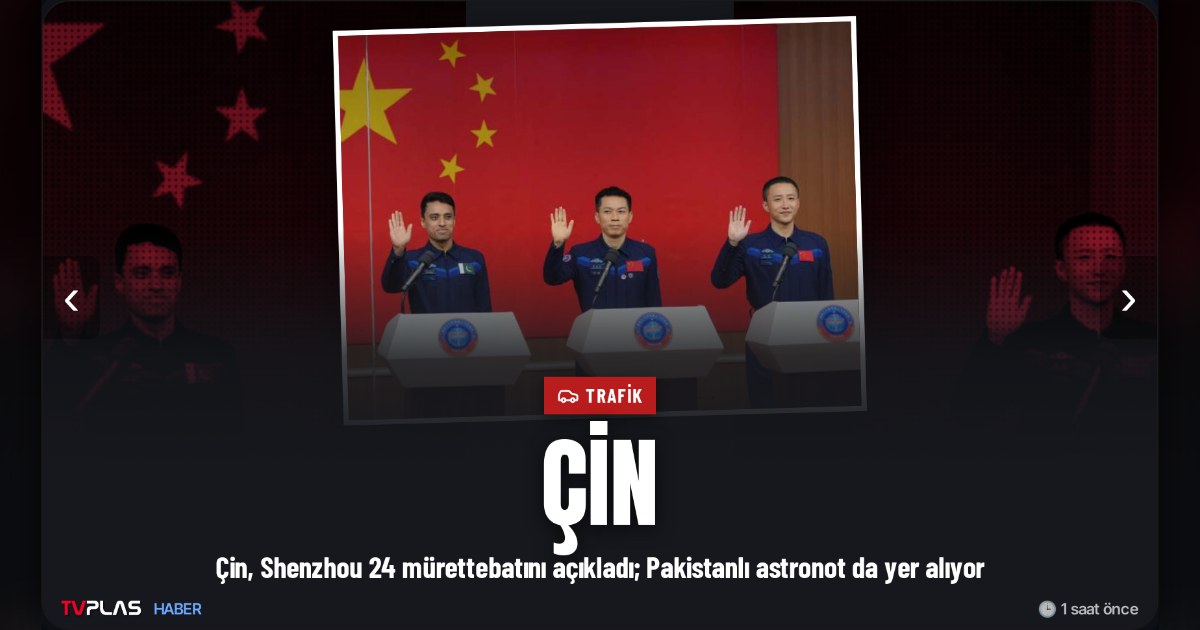 TRAFİK
ÇİN
Çin, Shenzhou 24 mürettebatını açıkladı; Pakistanlı astronot da yer alıyor
TVPLAS HABER
1 saat önce